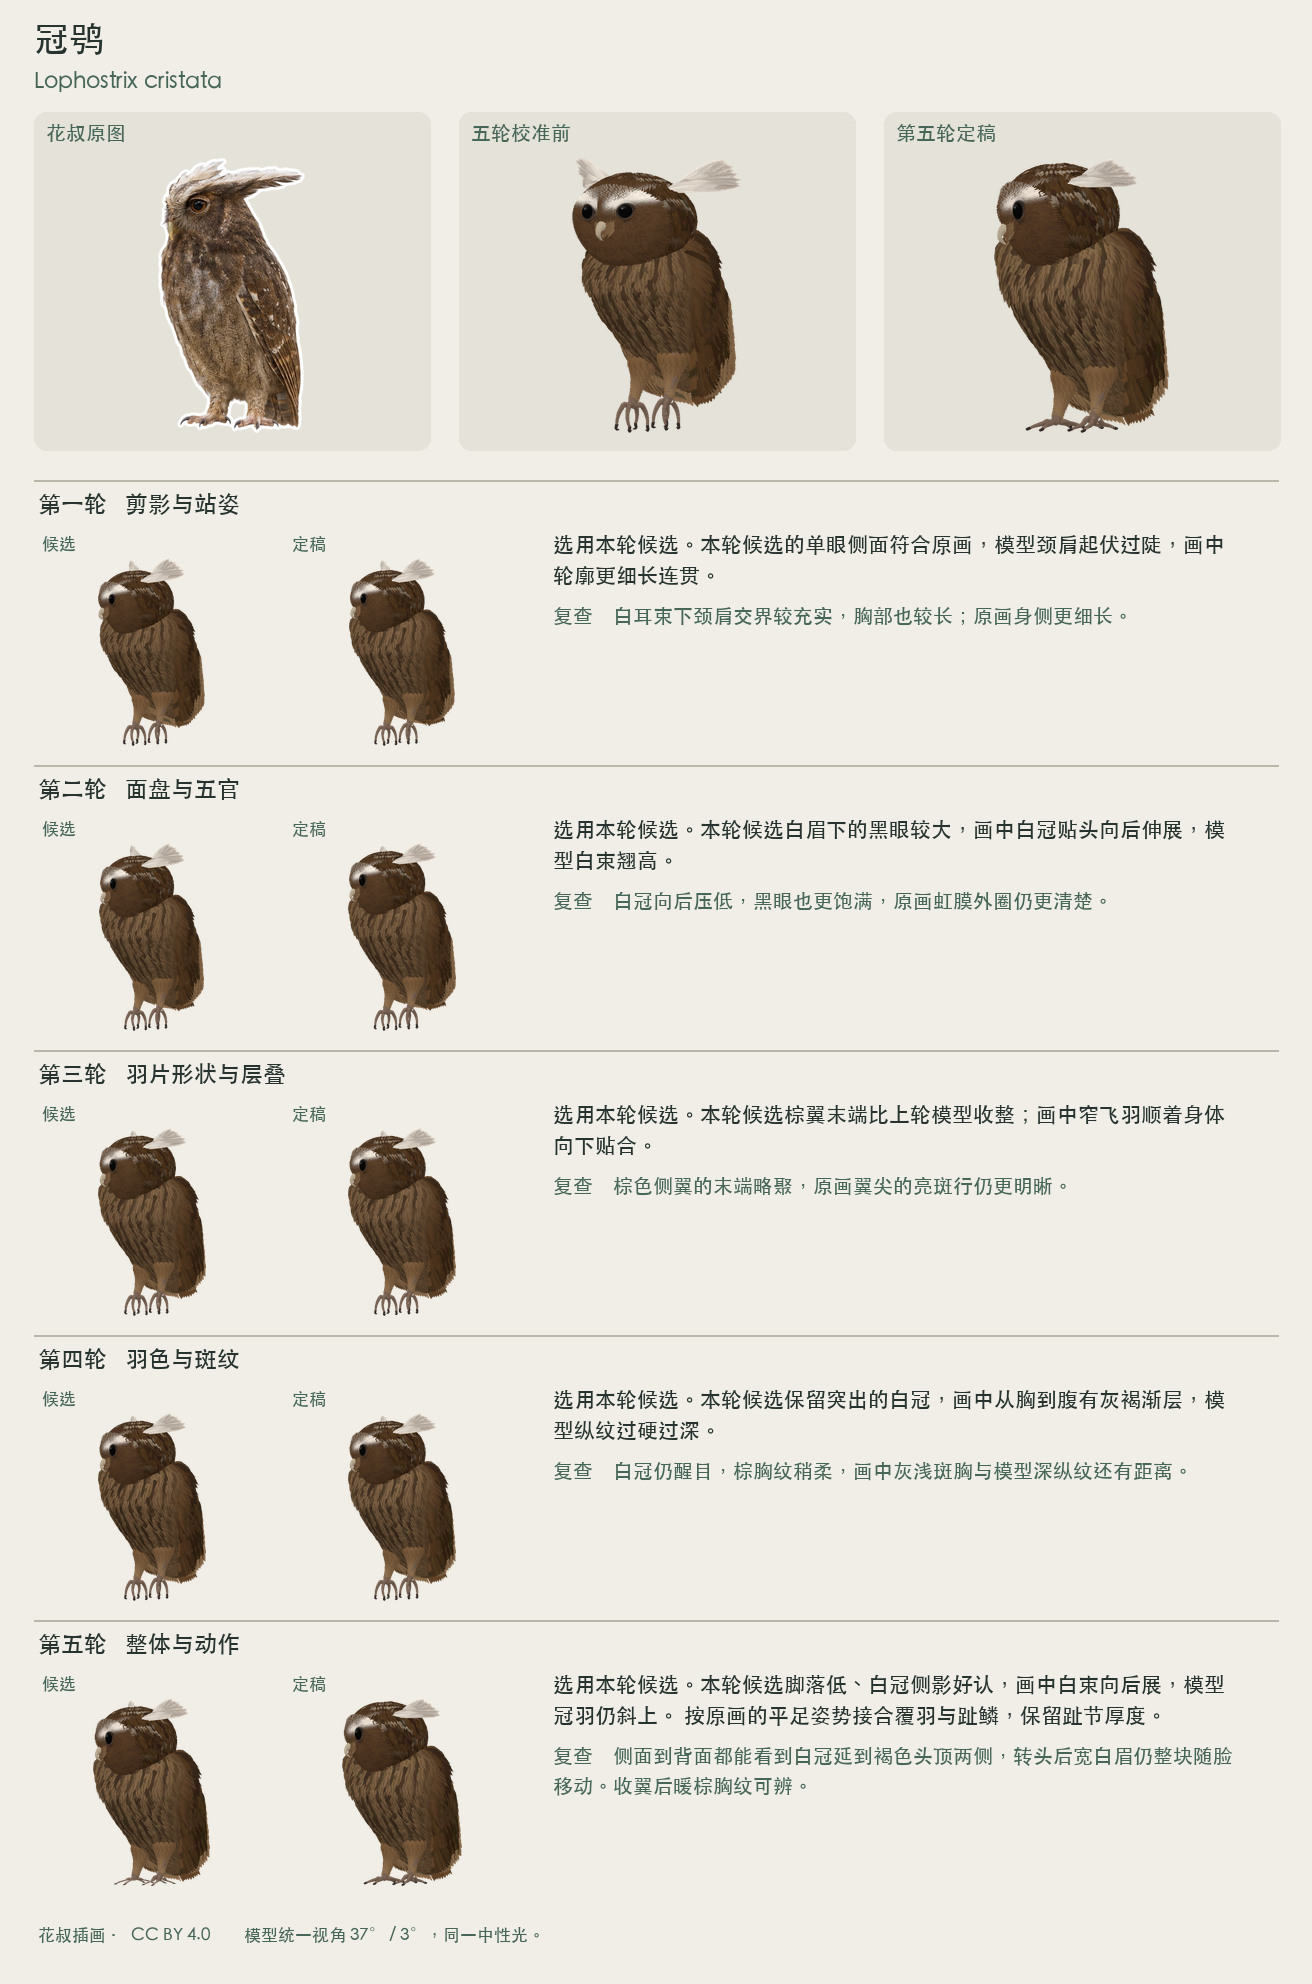 冠鸮
Lophostrix cristata
花叔原图
五轮校准前
第五轮定稿
第一轮 剪影与站姿
候选
定稿
选用本轮候选。本轮候选的单眼侧面符合原画，模型颈肩起伏过陡，画中
轮廓更细长连贯。
复查 白耳束下颈肩交界较充实，胸部也较长；原画身侧更细长。
第二轮 面盘与五官
候选
定稿
选用本轮候选。本轮候选白眉下的黑眼较大，画中白冠贴头向后伸展，模
型白束翘高。
复查 白冠向后压低，黑眼也更饱满，原画虹膜外圈仍更清楚。
第三轮 羽片形状与层叠
候选
定稿
选用本轮候选。本轮候选棕翼末端比上轮模型收整；画中窄飞羽顺着身体
向下贴合。
复查 棕色侧翼的末端略聚，原画翼尖的亮斑行仍更明晰。
第四轮 羽色与斑纹
候选
定稿
选用本轮候选。本轮候选保留突出的白冠，画中从胸到腹有灰褐渐层，模
型纵纹过硬过深。
复查 白冠仍醒目，棕胸纹稍柔，画中灰浅斑胸与模型深纵纹还有距离。
第五轮 整体与动作
候选
定稿
选用本轮候选。本轮候选脚落低、白冠侧影好认，画中白束向后展，模型
冠羽仍斜上。 按原画的平足姿势接合覆羽与趾鳞，保留趾节厚度。
复查 侧面到背面都能看到白冠延到褐色头顶两侧，转头后宽白眉仍整块随脸
移动。收翼后暖棕胸纹可辨。
花叔插画 · CC BY 4.0 模型统一视角 37° / 3°，同一中性光。